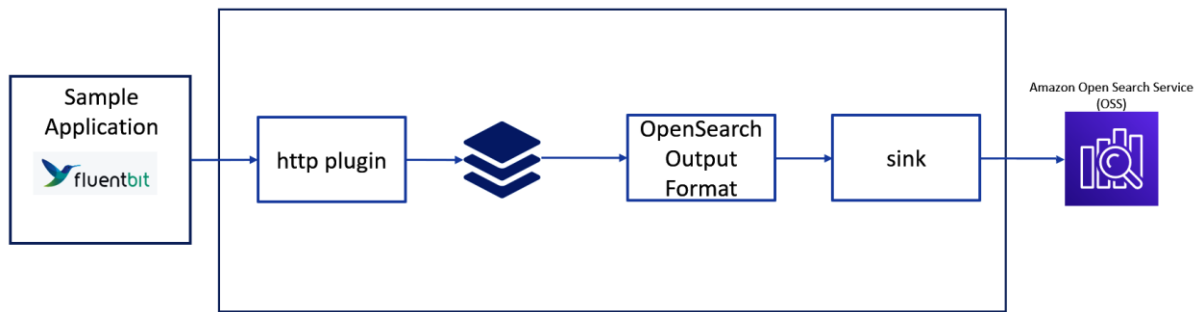 Sample
Application
fluentbit
http plugin
OpenSearch
Output
Format
sink
Amazon Open Search Service
(OSS)